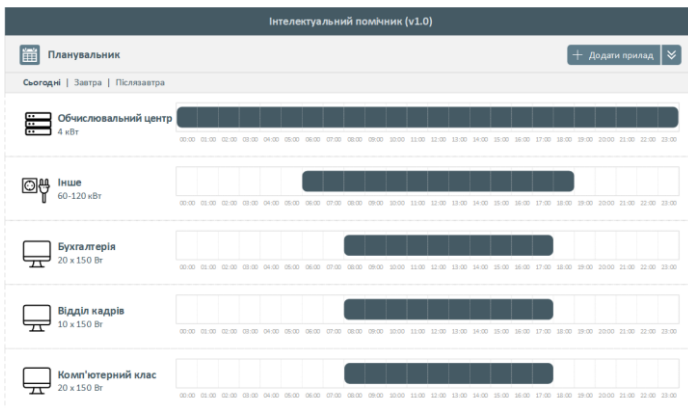 Інтелектуальний помічник (v1.0)
Планувальник
Додати прилад
Сьогодні | Завтра | Післязавтра
Обчислювальний центр
4 кВт
00:00 01:00 02:00 03:00 04:00 05:00 06:00 07:00 08:00 09:00 10:00 11:00 12:00 13:00 14:00 15:00 16:00 17:00 18:00 19:00 20:00 21:00 22:00 23:00
Інше
60-120 кВт
00:00 01:00 02:00 03:00 04:00 05:00 06:00 07:00 08:00 09:00 10:00 11:00 12:00 13:00 14:00 15:00 16:00 17:00 18:00 19:00 20:00 21:00 22:00 23:00
Бухгалтерія
20 x 150 Вт
00:00 01:00 02:00 03:00 04:00 05:00 06:00 07:00 08:00 09:00 10:00 11:00 12:00 13:00 14:00 15:00 16:00 17:00 18:00 19:00 20:00 21:00 22:00 23:00
Відділ кадрів
10 x 150 Вт
00:00 01:00 02:00 03:00 04:00 05:00 06:00 07:00 08:00 09:00 10:00 11:00 12:00 13:00 14:00 15:00 16:00 17:00 18:00 19:00 20:00 21:00 22:00 23:00
Комп'ютерний клас
20 x 150 Вт
00:00 01:00 02:00 03:00 04:00 05:00 06:00 07:00 08:00 09:00 10:00 11:00 12:00 13:00 14:00 15:00 16:00 17:00 18:00 19:00 20:00 21:00 22:00 23:00